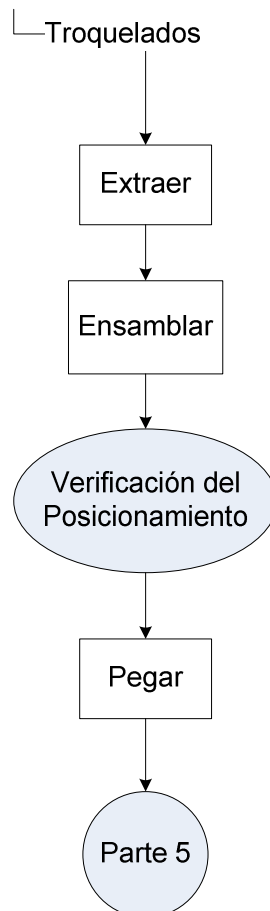 Troquelados
Extraer
Ensamblar
Verificación del
Posicionamiento
Pegar
Parte 5